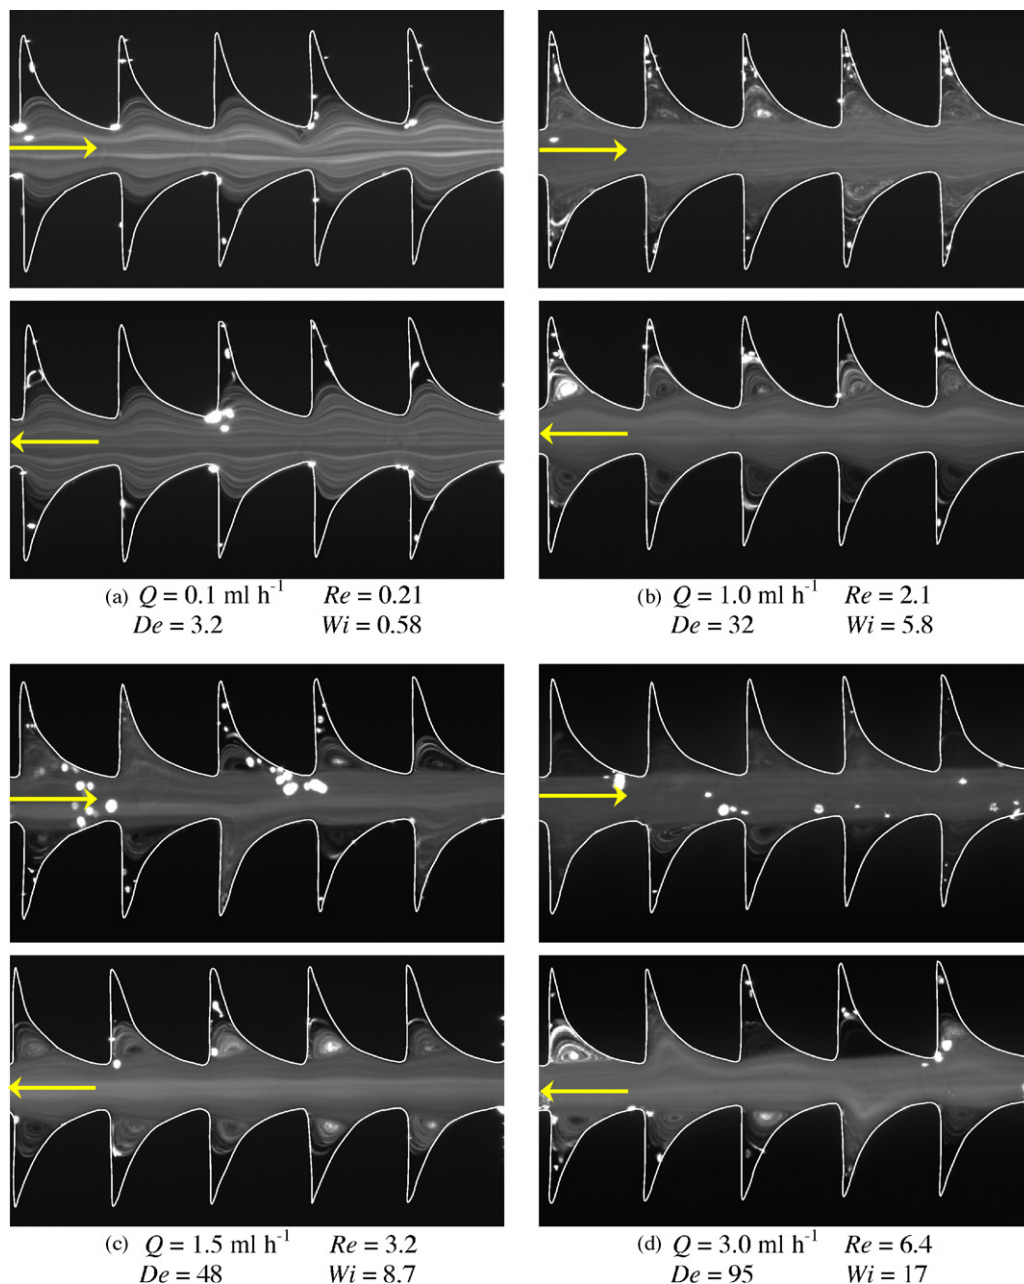 (a) Q = 0.1 ml h⁻¹ Re = 0.21
De = 3.2 Wi = 0.58
(b) Q = 1.0 ml h⁻¹ Re = 2.1
De = 32 Wi = 5.8
(c) Q = 1.5 ml h⁻¹ Re = 3.2
De = 48 Wi = 8.7
(d) Q = 3.0 ml h⁻¹ Re = 6.4
De = 95 Wi = 17